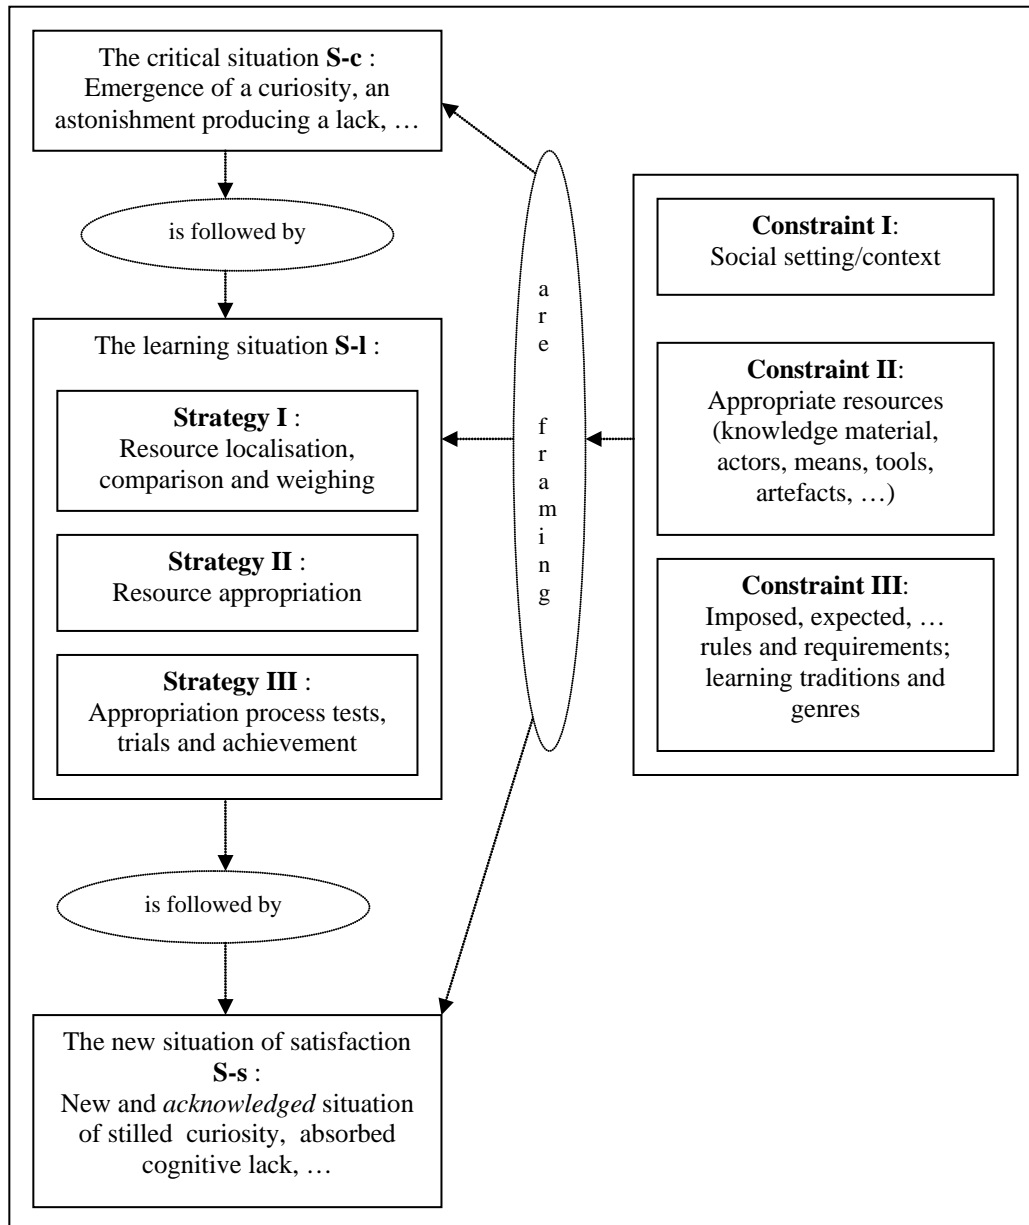 The critical situation S-c :
Emergence of a curiosity, an
astonishment producing a lack, …
is followed by
The learning situation S-l :
Strategy I :
Resource localisation,
comparison and weighing
Strategy II :
Resource appropriation
Strategy III :
Appropriation process tests,
trials and achievement
is followed by
The new situation of satisfaction
S-s :
New and acknowledged situation
of stilled curiosity, absorbed
cognitive lack, …
are framing
Constraint I:
Social setting/context
Constraint II:
Appropriate resources
(knowledge material,
actors, means, tools,
artefacts, …)
Constraint III:
Imposed, expected, …
rules and requirements;
learning traditions and
genres